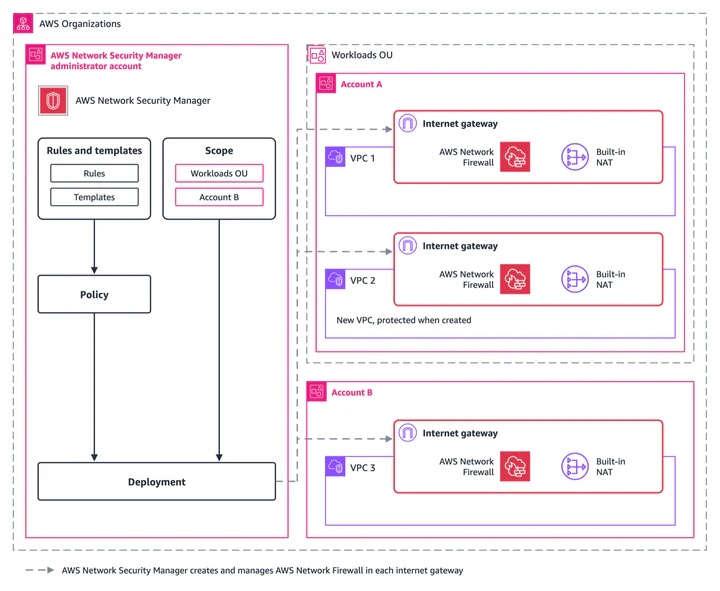 AWS Organizations
AWS Network Security Manager
administrator account
AWS Network Security Manager
Rules and templates
Rules
Templates
Scope
Workloads OU
Account B
Policy
Deployment
Workloads OU
Account A
Internet gateway
AWS Network
Firewall
Built-in
NAT
VPC 1
Internet gateway
AWS Network
Firewall
Built-in
NAT
VPC 2
New VPC, protected when created
Account B
Internet gateway
AWS Network
Firewall
Built-in
NAT
VPC 3
AWS Network Security Manager creates and manages AWS Network Firewall in each internet gateway